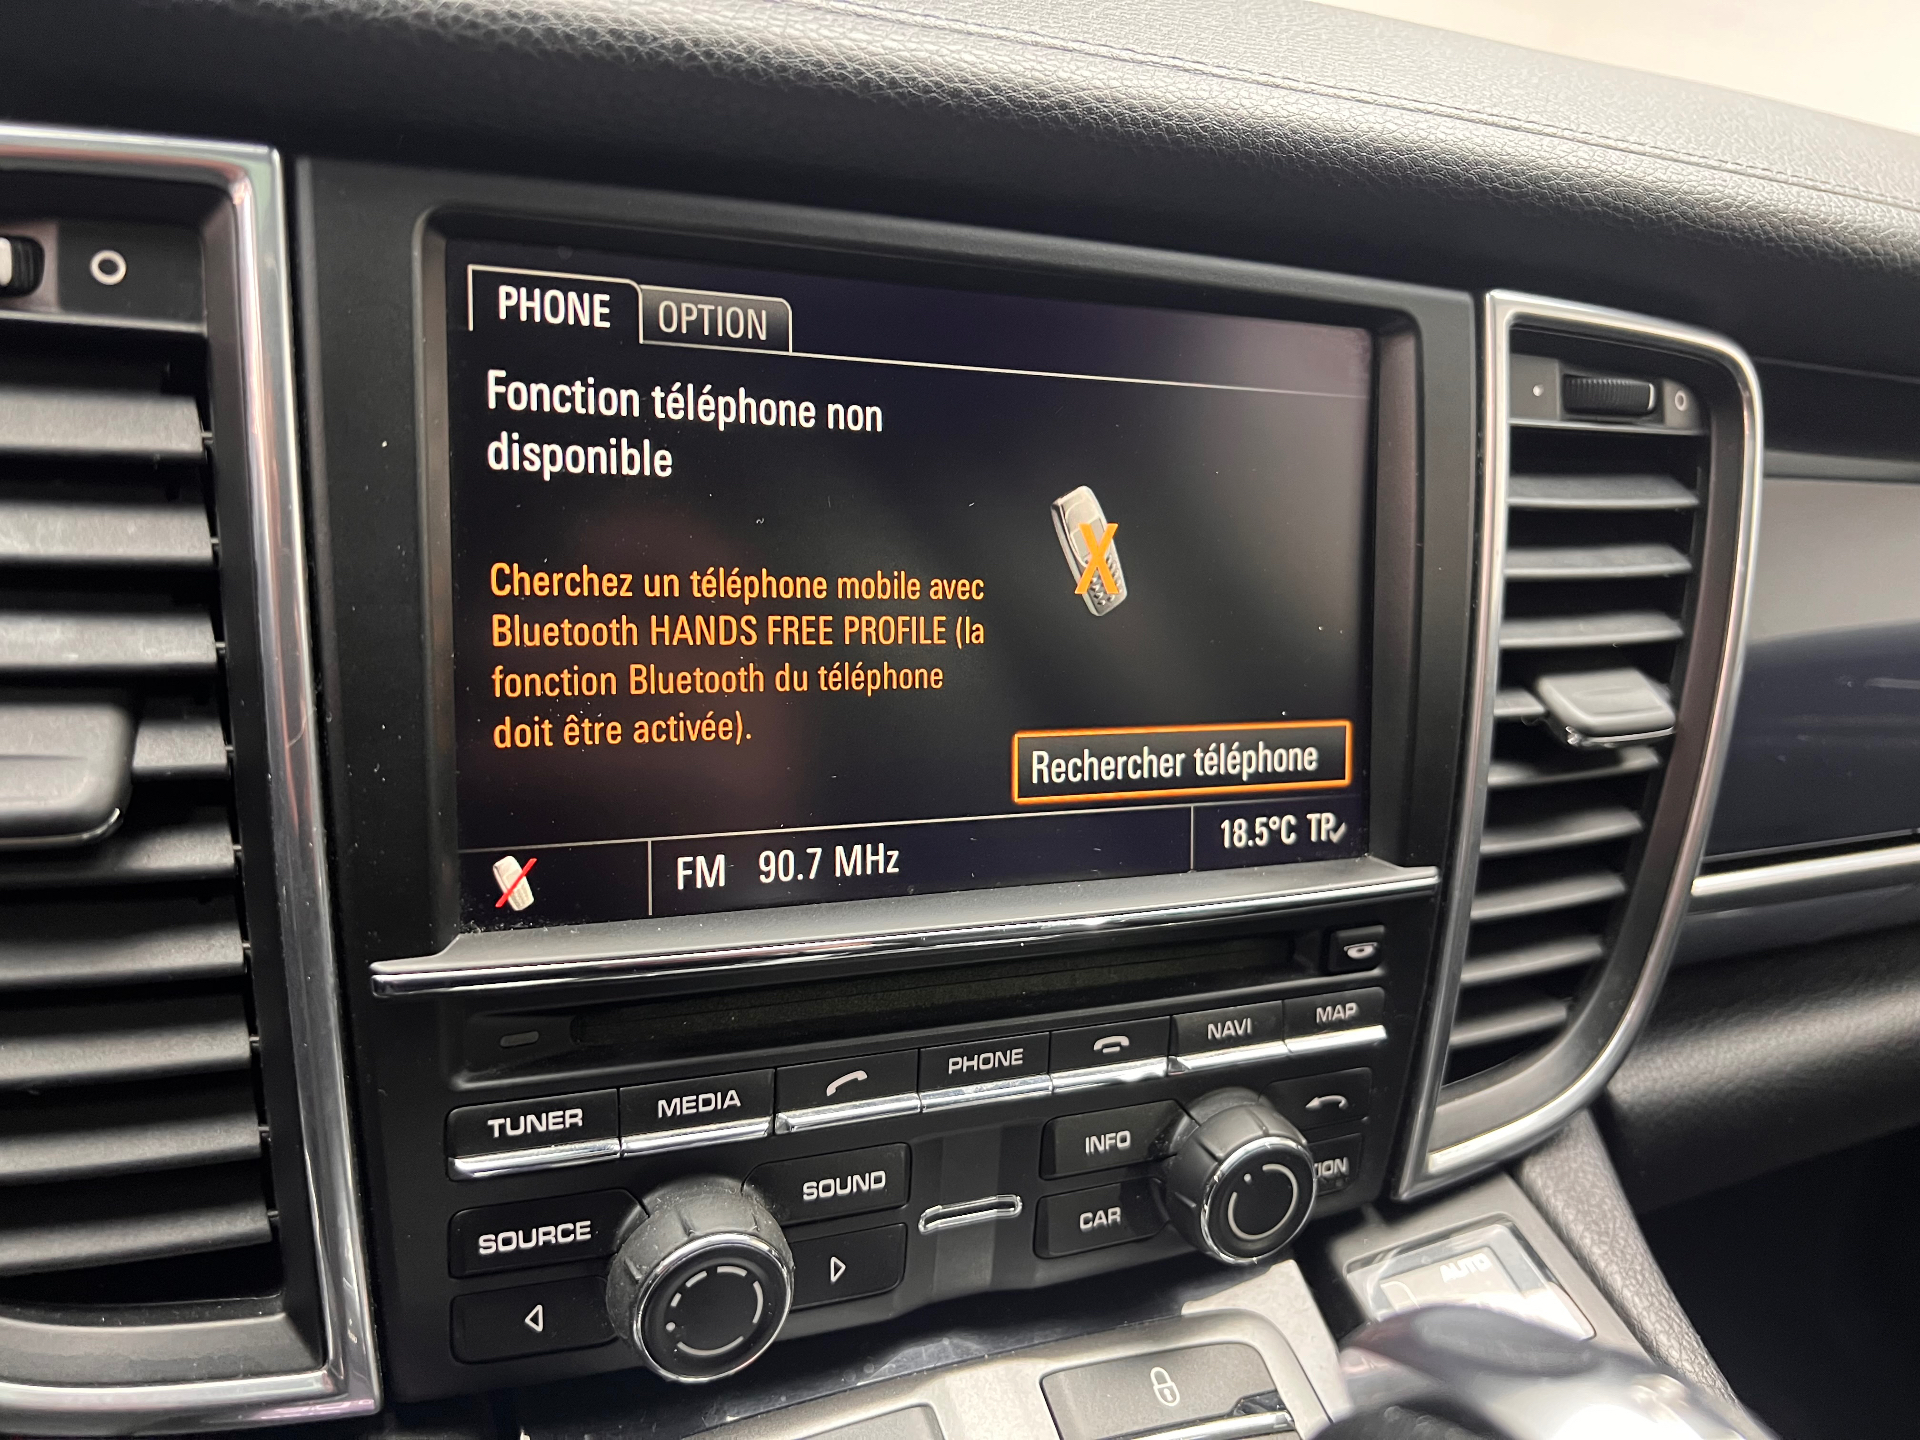 PHONE OPTION
Fonction téléphone non
disponible
Cherchez un téléphone mobile avec
Bluetooth HANDS FREE PROFILE (la
fonction Bluetooth du téléphone
doit être activée).
Rechercher téléphone
FM 90.7 MHz 18.5°C TP
TUNER MEDIA PHONE NAVI MAP
SOURCE SOUND INFO
CAR
AUTO